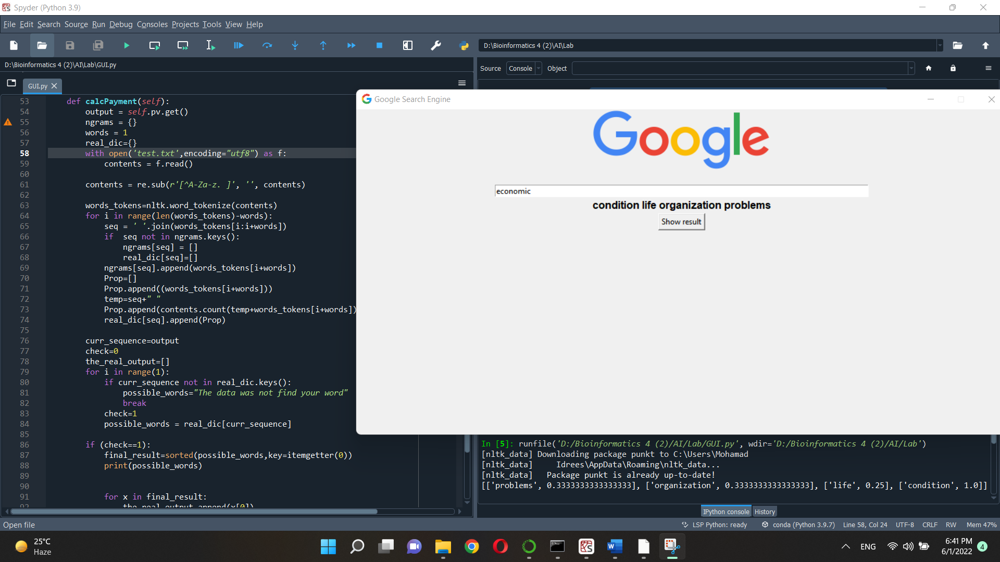 Spyder (Python 3.9)
File Edit Search Source Run Debug Consoles Projects Tools View Help
D:\Bioinformatics 4 (2)\AI\Lab
D:\Bioinformatics 4 (2)\AI\Lab\GUI.py
Source Console Object
GUI.py
53 def calcPayment(self):
54 output = self.pv.get()
55 ngrams = {}
56 words = 1
57 real_dic={}
58 with open('test.txt',encoding="utf8") as f:
59 contents = f.read()
60
61 contents = re.sub(r'[^A-Za-z. ]', '', contents)
62
63 words_tokens=nltk.word_tokenize(contents)
64 for i in range(len(words_tokens)-words):
65 seq = ' '.join(words_tokens[i:i+words])
66 if  seq not in ngrams.keys():
67 ngrams[seq] = []
68 real_dic[seq]=[]
69 ngrams[seq].append(words_tokens[i+words])
70 Prop=[]
71 Prop.append((words_tokens[i+words]))
72 temp=seq+" "
73 Prop.append(contents.count(temp+words_tokens[i+words])
74 real_dic[seq].append(Prop)
75
76 curr_sequence=output
77 check=0
78 the_real_output=[]
79 for i in range(1):
80 if curr_sequence not in real_dic.keys():
81 possible_words="The data was not find your word"
82 break
83 check=1
84 possible_words = real_dic[curr_sequence]
85
86 if (check==1):
87 final_result=sorted(possible_words,key=itemgetter(0))
88 print(possible_words)
89
90
91 for x in final_result:
92 the_real_output.append(x[0])
Google Search Engine
Google
economic
condition life organization problems
Show result
In [5]: runfile('D:/Bioinformatics 4 (2)/AI/Lab/GUI.py', wdir='D:/Bioinformatics 4 (2)/AI/Lab')
[nltk_data] Downloading package punkt to C:\Users\Mohamad
[nltk_data]     Idrees\AppData\Roaming\nltk_data...
[nltk_data]   Package punkt is already up-to-date!
[['problems', 0.3333333333333333], ['organization', 0.3333333333333333], ['life', 0.25], ['condition', 1.0]]
IPython console History
Open file
LSP Python: ready conda (Python 3.9.7) Line 58, Col 24 UTF-8 CRLF RW Mem 47%
25°C
Haze
ENG
6:41 PM
6/1/2022
4